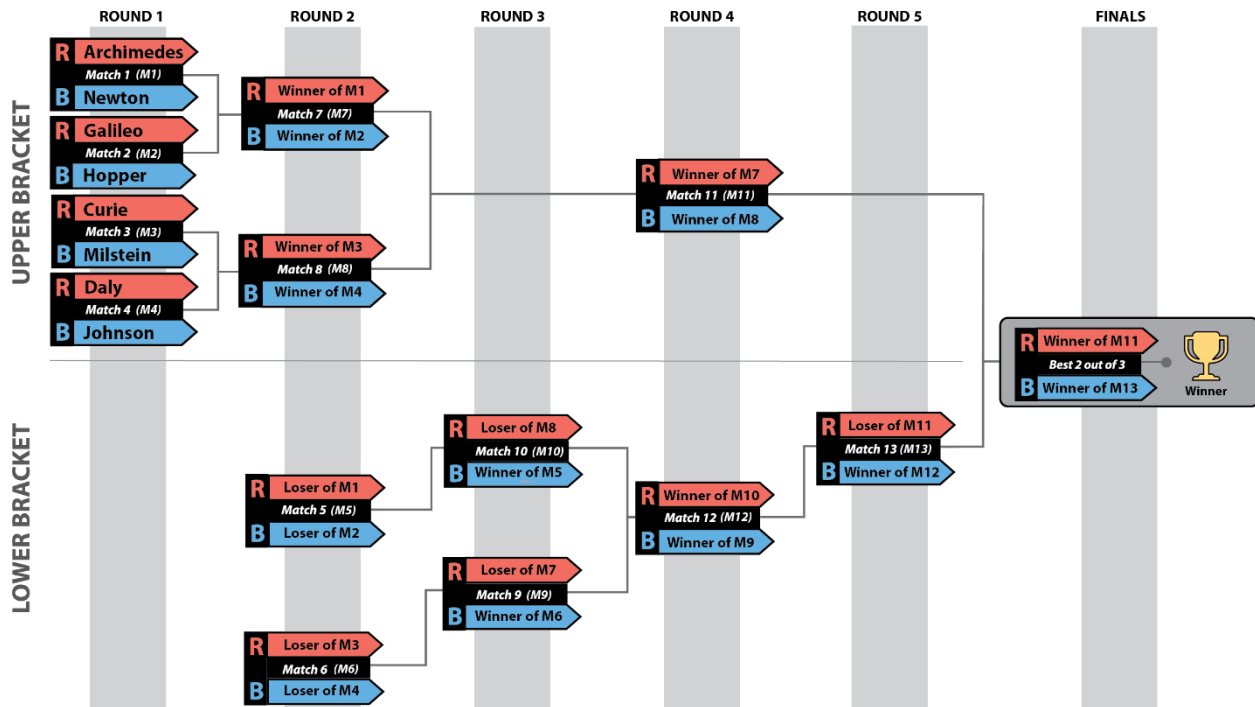 ROUND 1
ROUND 2
ROUND 3
ROUND 4
ROUND 5
FINALS
UPPER BRACKET
R Archimedes
Match 1 (M1)
B Newton
R Galileo
Match 2 (M2)
B Hopper
R Curie
Match 3 (M3)
B Milstein
R Daly
Match 4 (M4)
B Johnson
R Winner of M1
Match 7 (M7)
B Winner of M2
R Winner of M3
Match 8 (M8)
B Winner of M4
R Winner of M7
Match 11 (M11)
B Winner of M8
R Winner of M11
Best 2 out of 3
B Winner of M13
Winner
LOWER BRACKET
R Loser of M1
Match 5 (M5)
B Loser of M2
R Loser of M3
Match 6 (M6)
B Loser of M4
R Loser of M8
Match 10 (M10)
B Winner of M5
R Loser of M7
Match 9 (M9)
B Winner of M6
R Winner of M10
Match 12 (M12)
B Winner of M9
R Loser of M11
Match 13 (M13)
B Winner of M12